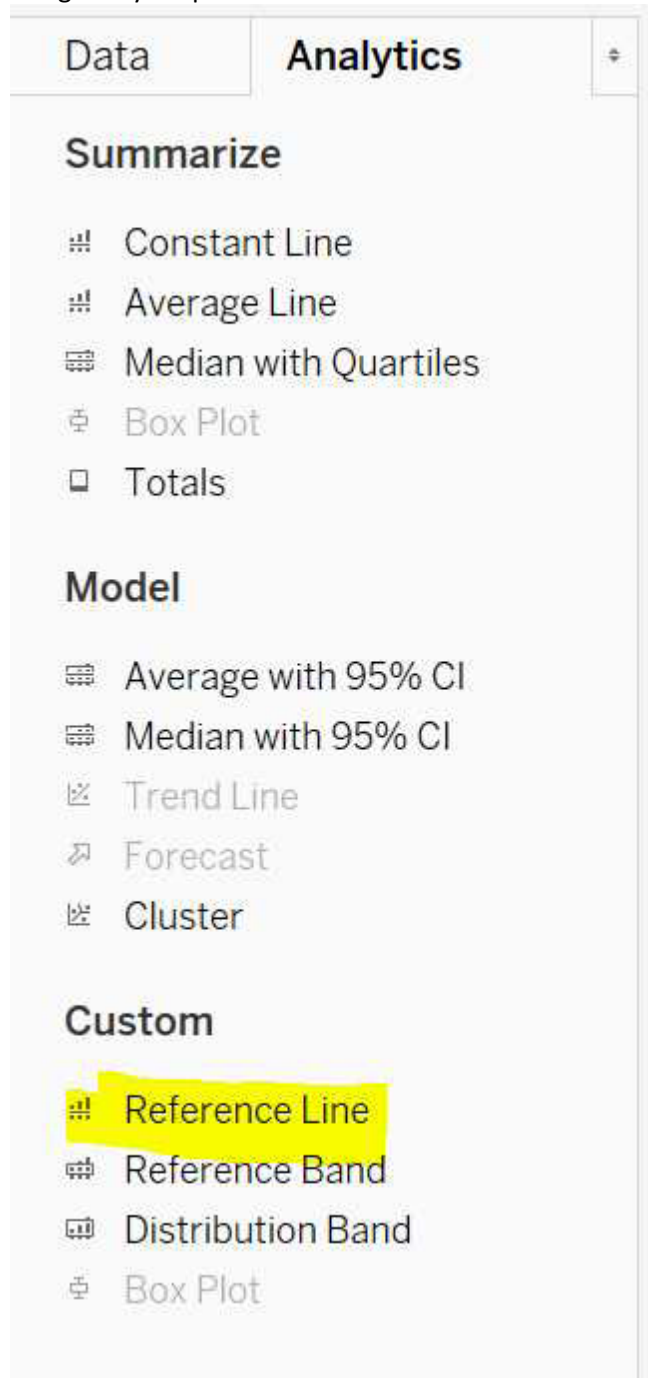 Data Analytics
Summarize
Constant Line
Average Line
Median with Quartiles
Box Plot
Totals
Model
Average with 95% CI
Median with 95% CI
Trend Line
Forecast
Cluster
Custom
Reference Line
Reference Band
Distribution Band
Box Plot